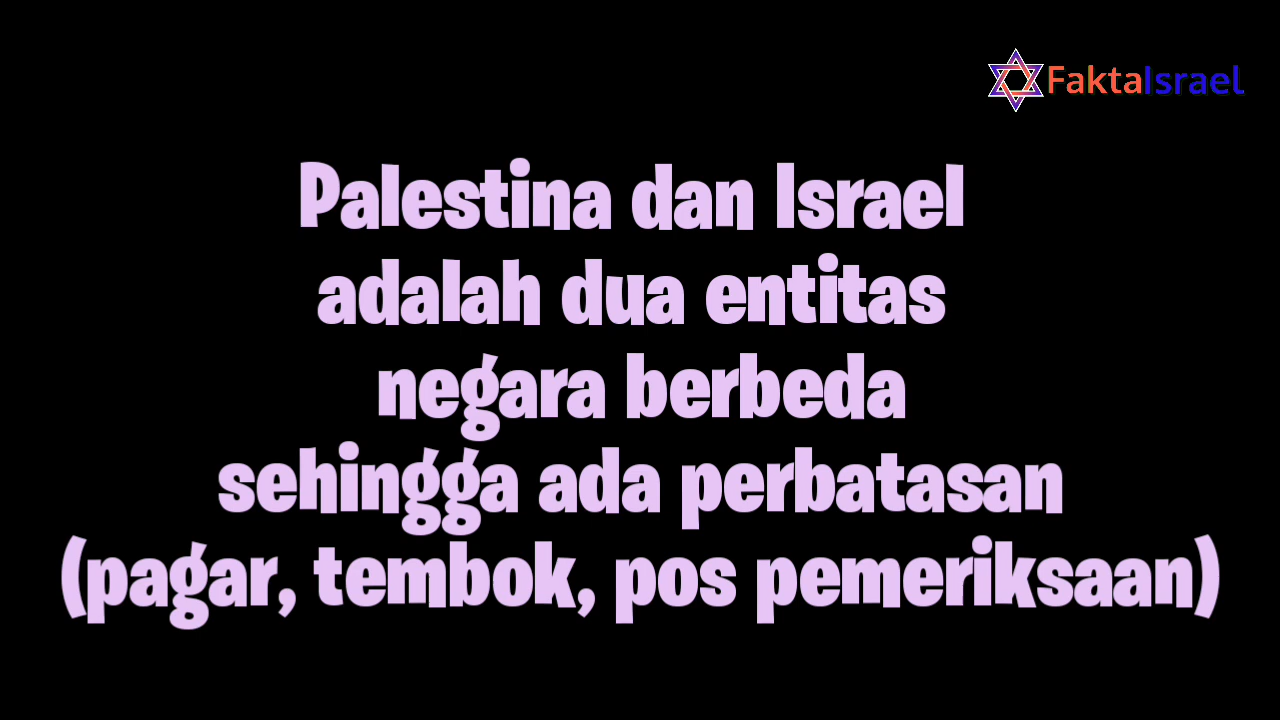 FaktaIsrael
Palestina dan Israel
adalah dua entitas
negara berbeda
sehingga ada perbatasan
(pagar, tembok, pos pemeriksaan)